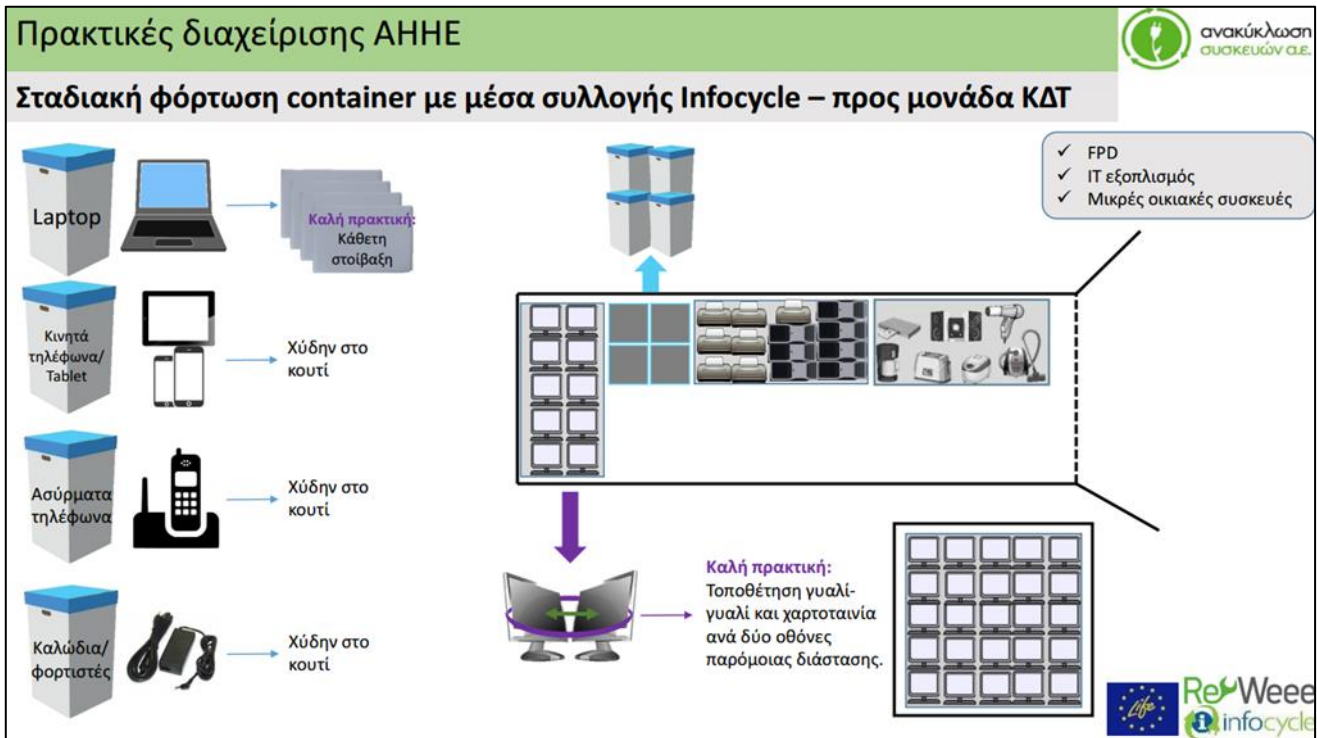 Πρακτικές διαχείρισης ΑΗΗΕ
ανακύκλωση
συσκευών α.ε.
Σταδιακή φόρτωση container με μέσα συλλογής Infocycle – προς μονάδα ΚΔΤ
✓ FPD
✓ IT εξοπλισμός
✓ Μικρές οικιακές συσκευές
Laptop
Καλή πρακτική:
Κάθετη
στοίβαξη
Κινητά
τηλέφωνα/
Tablet
Χύδην στο
κουτί
Ασύρματα
τηλέφωνα
Χύδην στο
κουτί
Καλώδια/
φορτιστές
Χύδην στο
κουτί
Καλή πρακτική:
Τοποθέτηση γυαλί-
γυαλί και χαρτοταινία
ανά δύο οθόνες
παρόμοιας διάστασης.
Life
ReWeee
infocycle